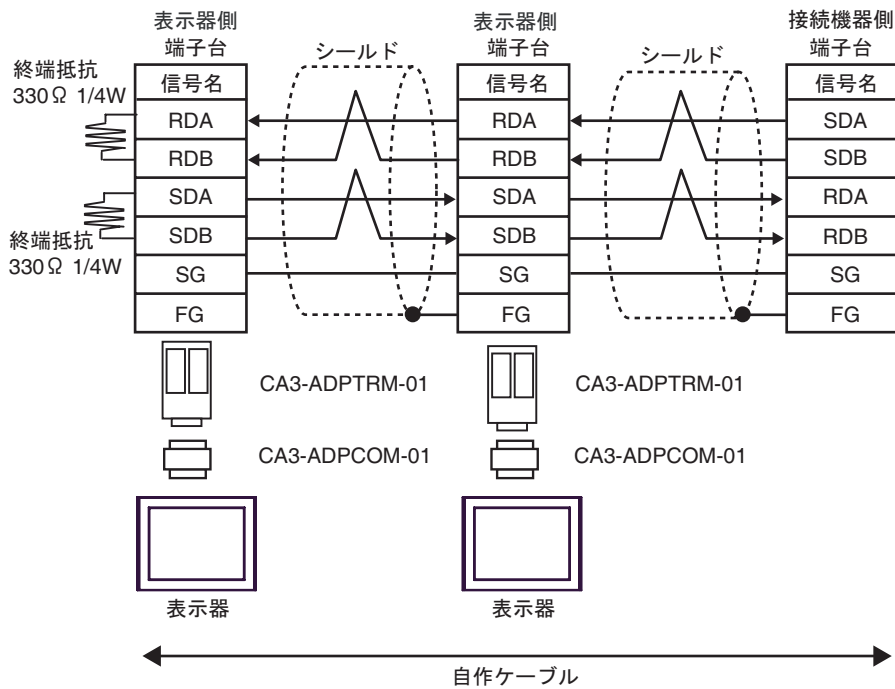 表示器側
端子台
表示器側
端子台
接続機器側
端子台
シールド
シールド
終端抵抗
330Ω 1/4W
終端抵抗
330Ω 1/4W
信号名
RDA
RDB
SDA
SDB
SG
FG
信号名
RDA
RDB
SDA
SDB
SG
FG
信号名
SDA
SDB
RDA
RDB
SG
FG
CA3-ADPTRM-01
CA3-ADPTRM-01
CA3-ADPCOM-01
CA3-ADPCOM-01
表示器
表示器
自作ケーブル